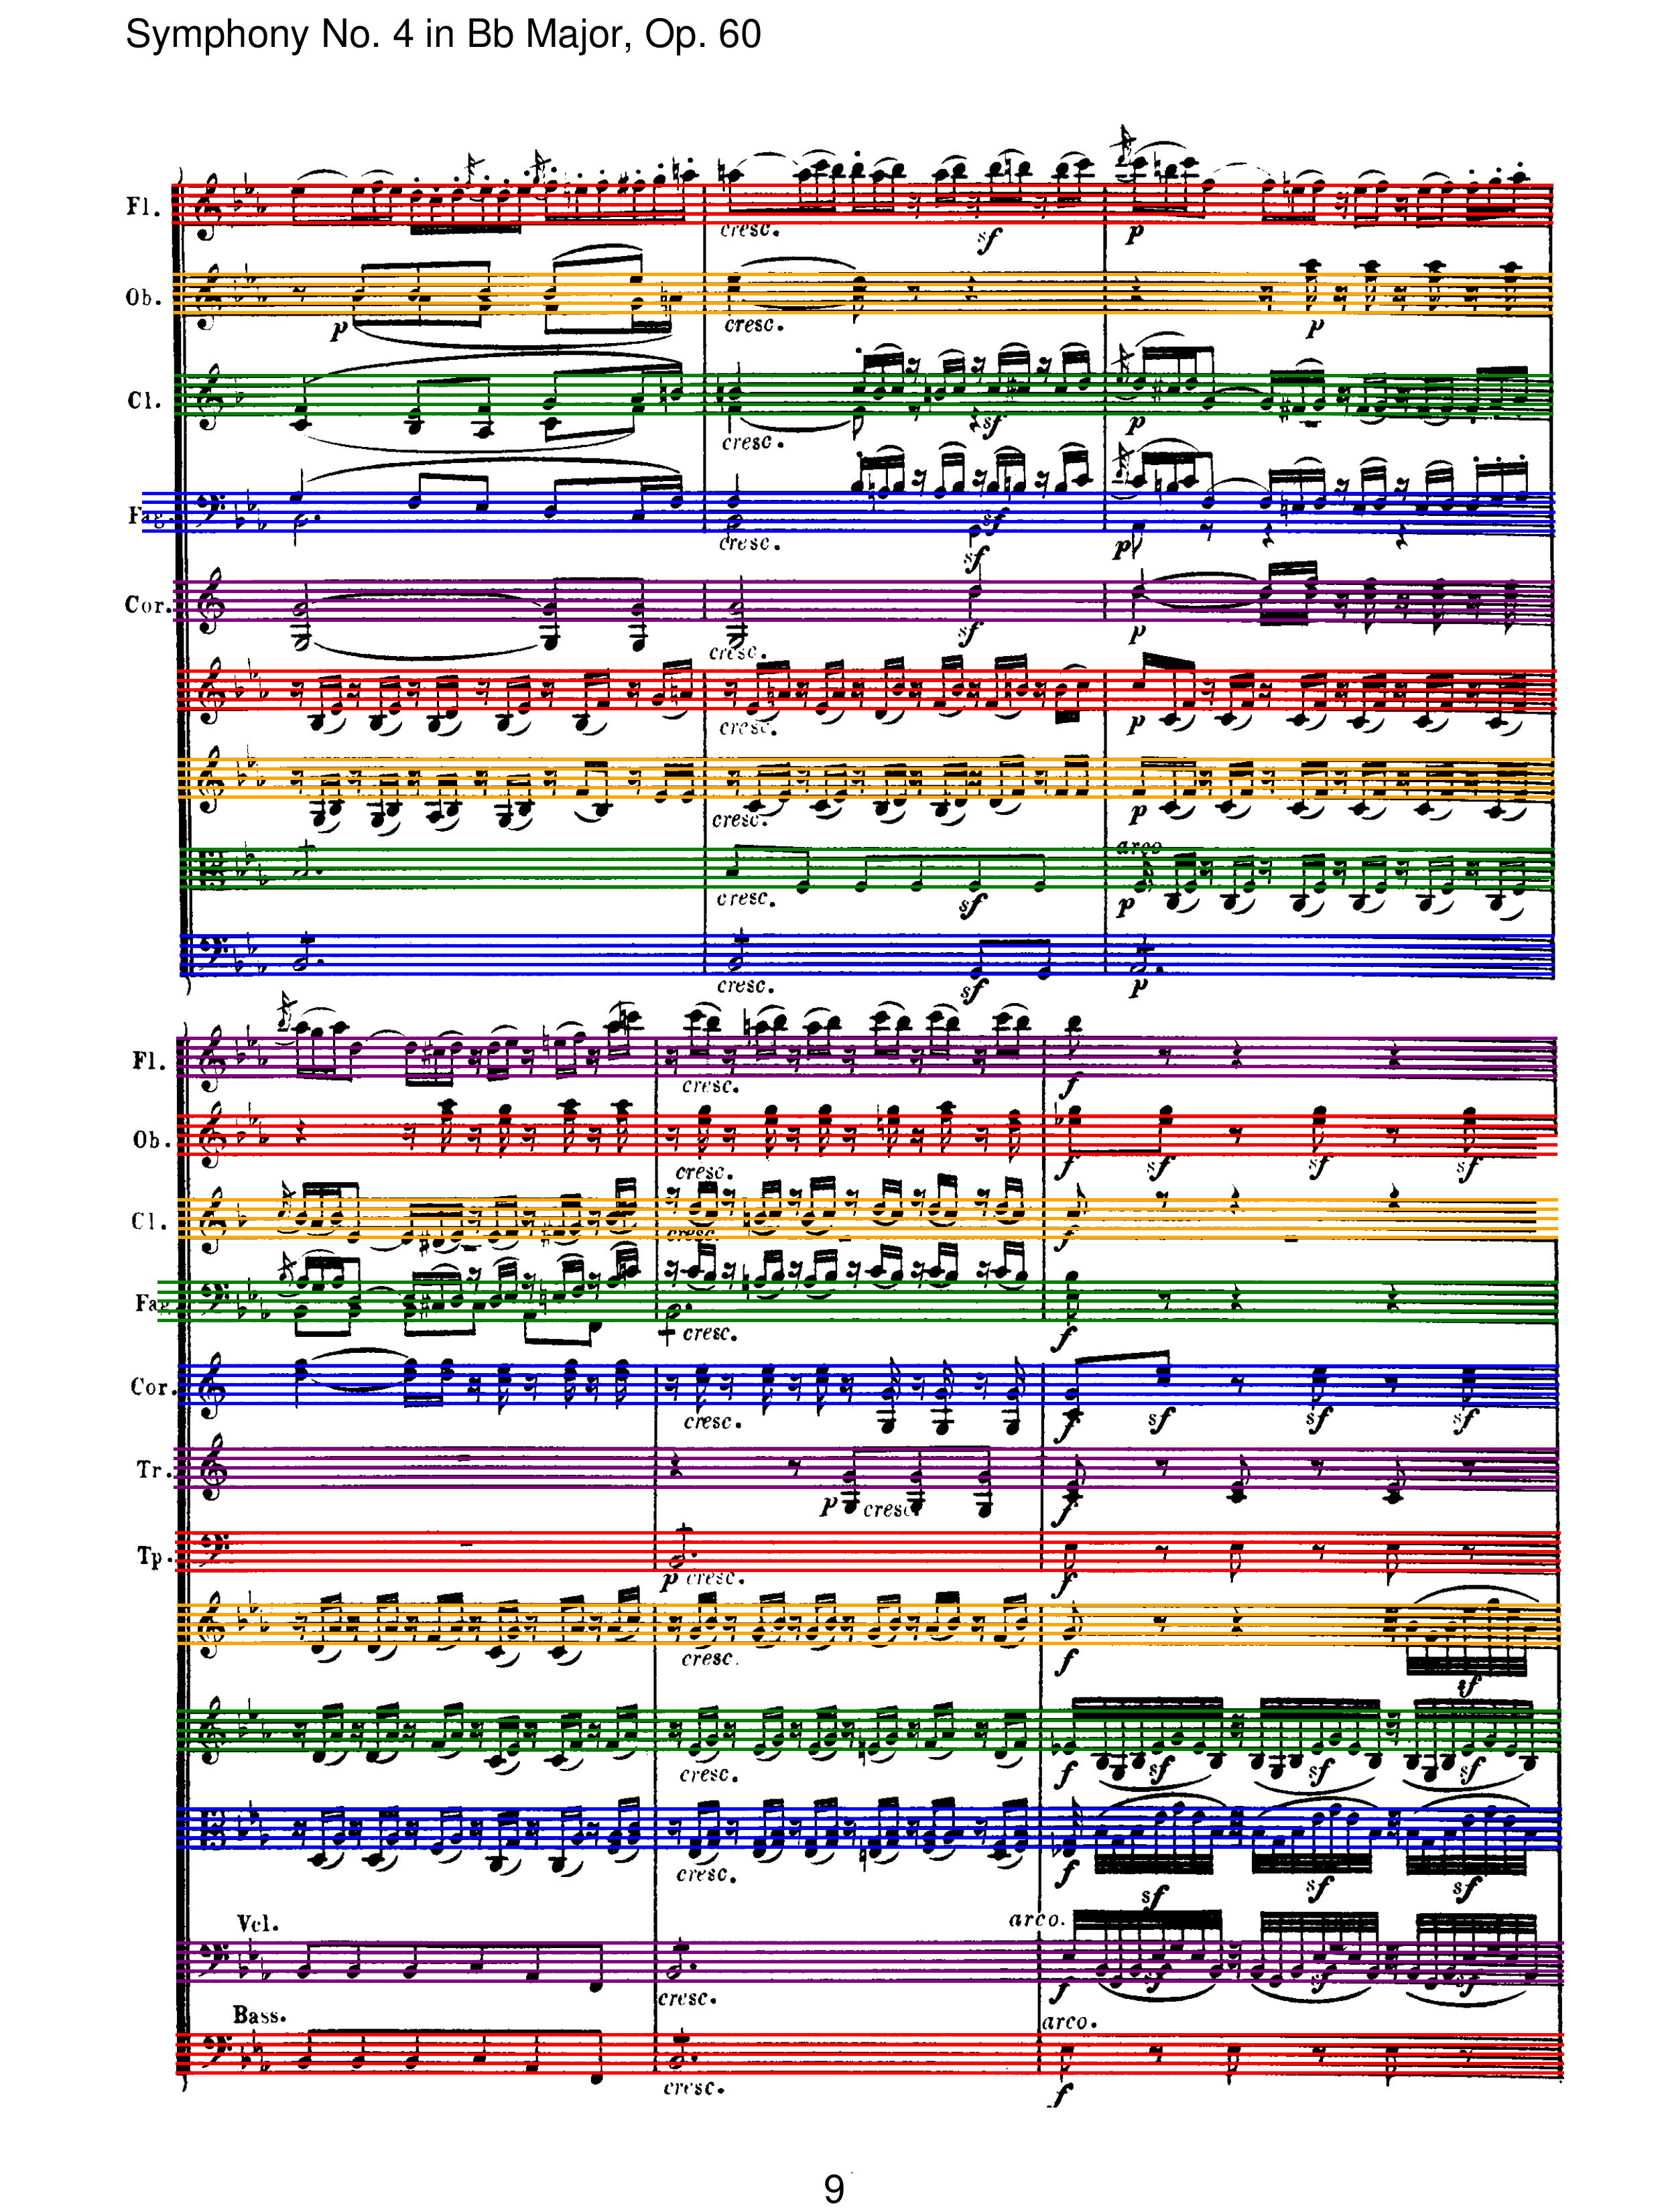 Symphony No. 4 in Bb Major, Op. 60
Fl.
cresc. sf p
Ob.
p cresc. p
Cl.
cresc. sf p
Fag.
cresc. sf sf p
Cor.
cresc. sf p
cresc. p
cresc. p
arco
cresc. sf p
cresc. sf p
Fl.
cresc. f
Ob.
cresc. f sf sf sf
Cl.
cresc. f
Fag
cresc. f
Cor.
cresc. f sf sf sf
Tr.
p cresc. f
Tp.
p cresc. f
cresc. f sf
cresc. f sf sf sf
cresc. f sf sf sf
Vcl. arco.
cresc. f sf sf sf
Bass. arco.
cresc. f
9